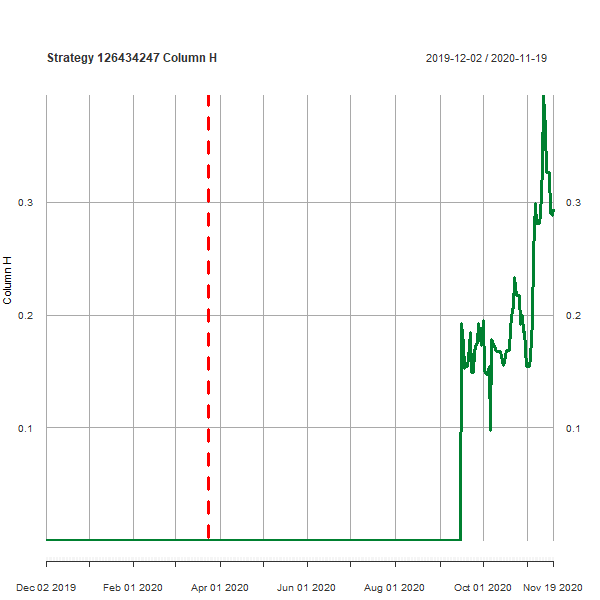 Strategy 126434247 Column H 2019-12-02 / 2020-11-19
0.3 0.3
0.2 0.2
0.1 0.1
Column H
Dec 02 2019 Feb 01 2020 Apr 01 2020 Jun 01 2020 Aug 01 2020 Oct 01 2020 Nov 19 2020